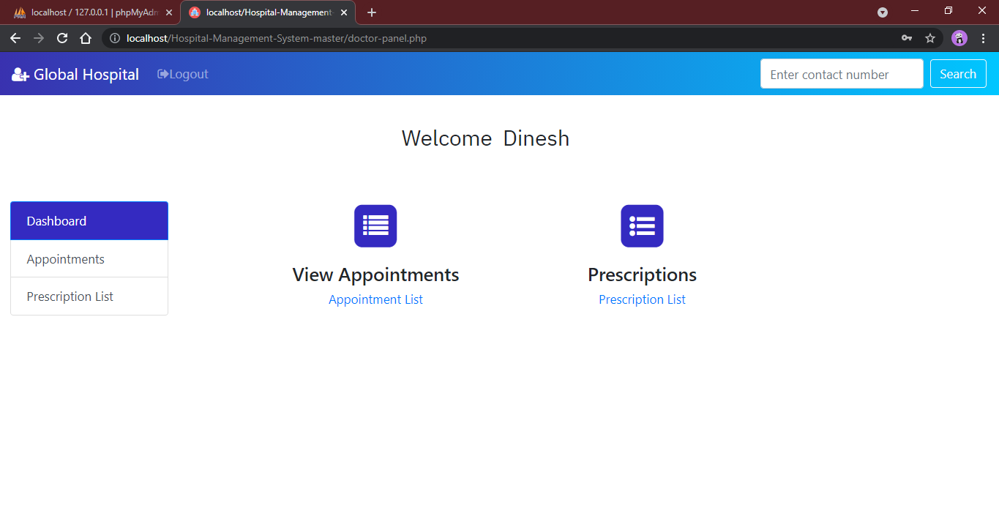 localhost / 127.0.0.1 | phpMyAdm
localhost/Hospital-Management-
localhost/Hospital-Management-System-master/doctor-panel.php
Global Hospital Logout Enter contact number Search
Welcome Dinesh
Dashboard
Appointments
Prescription List
View Appointments
Appointment List
Prescriptions
Prescription List